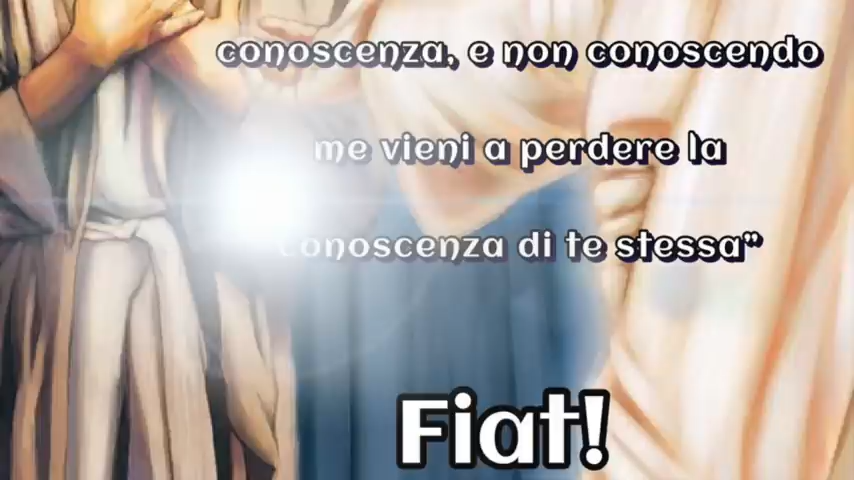 conoscenza, e non conoscendo
me vieni a perdere la
conoscenza di te stessa”
Fiat!